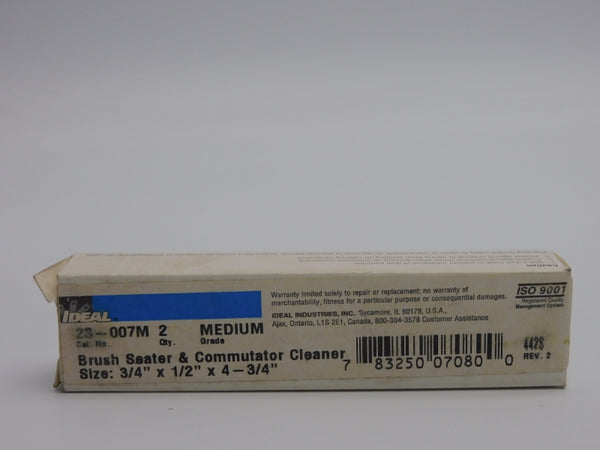 IDEAL
Warranty limited solely to repair or replacement; no warranty of
merchantability, fitness for a particular purpose or consequential damages.
IDEAL INDUSTRIES, INC. Sycamore, IL 60178, U.S.A.,
Ajax, Ontario, L1S 2E1, Canada, 800-304-3578 Customer Assistance
ISO 9001
Registered Quality
Management System
23-007M 2 MEDIUM
Cat. No. Qty. Grade
Brush Seater & Commutator Cleaner
Size: 3/4" x 1/2" x 4-3/4"
7 83250 07080 0
442S
REV. 2
Caution